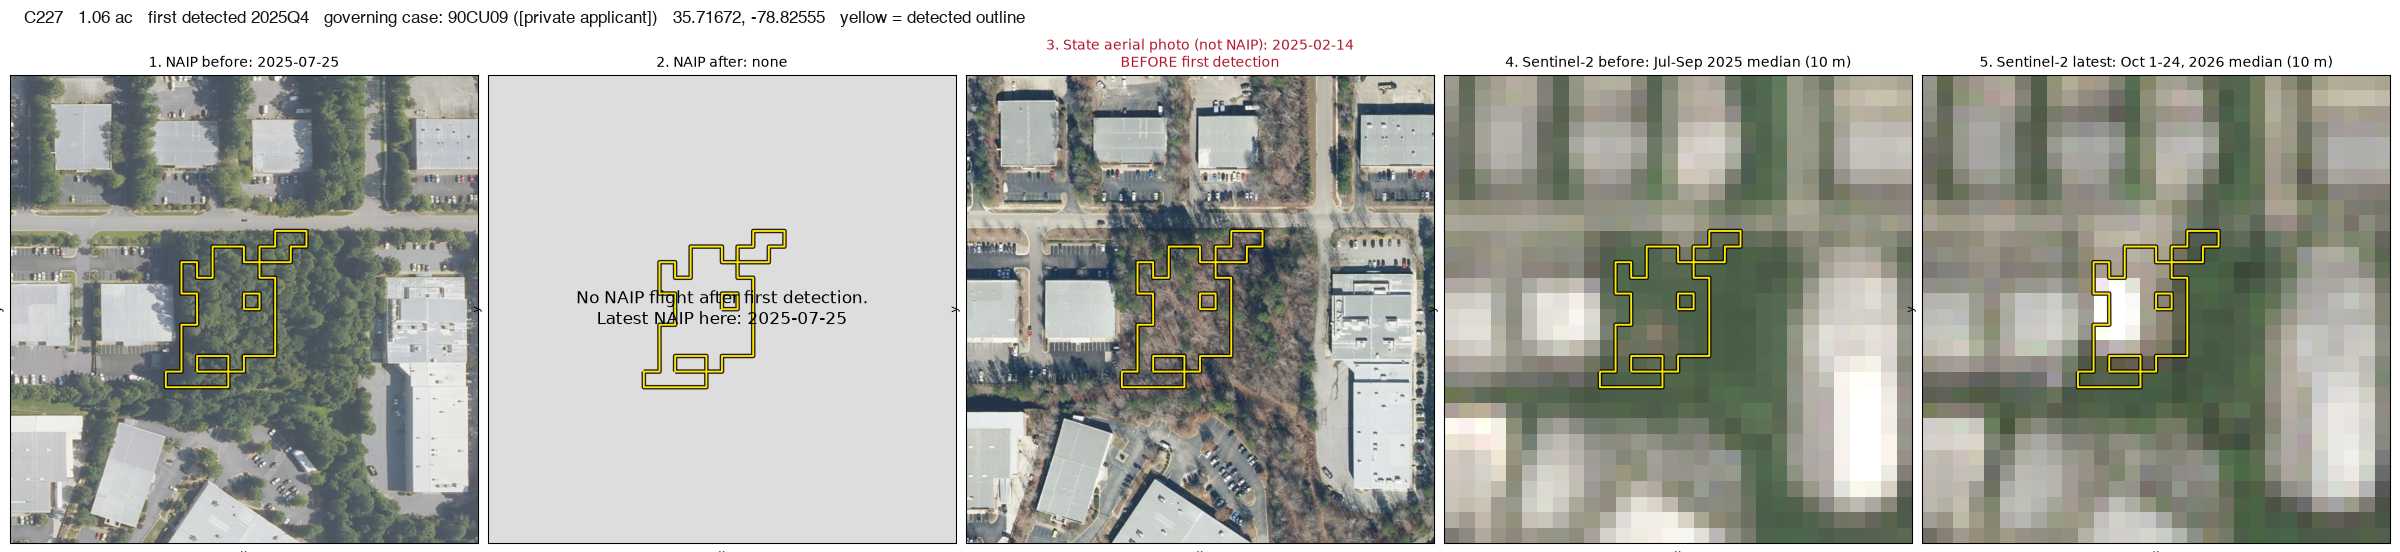 C227   1.06 ac   first detected 2025Q4   governing case: 90CU09 ([private applicant])   35.71672, -78.82555   yellow = detected outline
1. NAIP before: 2025-07-25
2. NAIP after: none
3. State aerial photo (not NAIP): 2025-02-14
BEFORE first detection
4. Sentinel-2 before: Jul-Sep 2025 median (10 m)
5. Sentinel-2 latest: Oct 1-24, 2026 median (10 m)
No NAIP flight after first detection.
Latest NAIP here: 2025-07-25